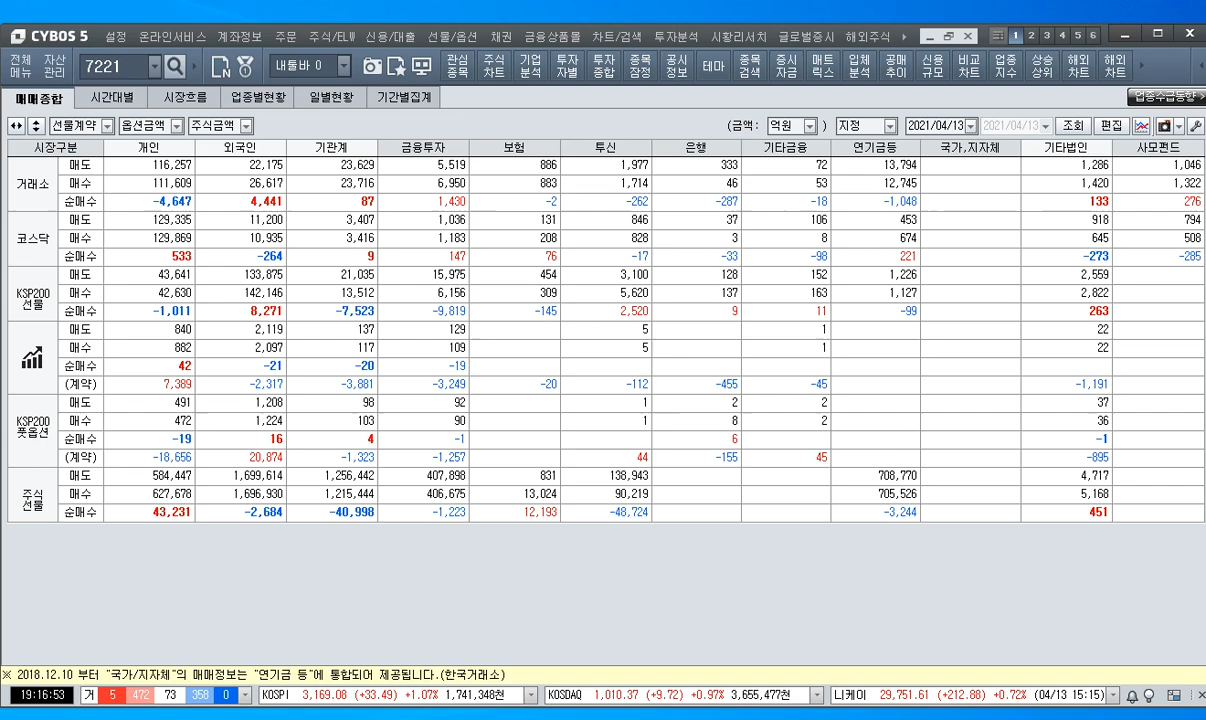 CYBOS 5 설정 온라인서비스 계좌정보 주문 주식/ELW 신용/대출 선물/옵션 채권 금융상품몰 차트/검색 투자분석 시황리서치 글로벌증시 해외주식 1 2 3 4 5 6
전체메뉴 자산관리 7221 내툴바 0 관심종목 주식차트 기업분석 투자자별 투자종합 종목잠정 공시정보 테마 종목검색 증시자금 매트릭스 입체분석 공매추이 신용규모 비교차트 업종지수 상승상위 해외차트 해외차트
매매종합 시간대별 시장흐름 업종별현황 일별현황 기간별집계 업종수급동향
선물계약 옵션금액 주식금액 (금액: 억원 ) 지정 2021/04/13 2021/04/13 조회 편집
시장구분 개인 외국인 기관계 금융투자 보험 투신 은행 기타금융 연기금등 국가,지자체 기타법인 사모펀드
거래소 매도 116,257 22,175 23,629 5,519 886 1,977 333 72 13,794 1,286 1,046
매수 111,609 26,617 23,716 6,950 883 1,714 46 53 12,745 1,420 1,322
순매수 -4,647 4,441 87 1,430 -2 -262 -287 -18 -1,048 133 276
코스닥 매도 129,335 11,200 3,407 1,036 131 846 37 106 453 918 794
매수 129,869 10,935 3,416 1,183 208 828 3 8 674 645 508
순매수 533 -264 9 147 76 -17 -33 -98 221 -273 -285
KSP200 선물 매도 43,641 133,875 21,035 15,975 454 3,100 128 152 1,226 2,559
매수 42,630 142,146 13,512 6,156 309 5,620 137 163 1,127 2,822
순매수 -1,011 8,271 -7,523 -9,819 -145 2,520 9 11 -99 263
매도 840 2,119 137 129 5 1 22
매수 882 2,097 117 109 5 1 22
순매수 42 -21 -20 -19
(계약) 7,389 -2,317 -3,881 -3,249 -20 -112 -455 -45 -1,191
KSP200 풋옵션 매도 491 1,208 98 92 1 2 2 37
매수 472 1,224 103 90 1 8 2 36
순매수 -19 16 4 -1 6 -1
(계약) -18,656 20,874 -1,323 -1,257 44 -155 45 -895
주식 선물 매도 584,447 1,699,614 1,256,442 407,898 831 138,943 708,770 4,717
매수 627,678 1,696,930 1,215,444 406,675 13,024 90,219 705,526 5,168
순매수 43,231 -2,684 -40,998 -1,223 12,193 -48,724 -3,244 451
※ 2018.12.10 부터 "국가/지자체"의 매매정보는 "연기금 등"에 통합되어 제공됩니다.(한국거래소)
19:16:53 거 5 472 73 358 0 KOSPI 3,169.08 (+33.49) +1.07% 1,741,348천 KOSDAQ 1,010.37 (+9.72) +0.97% 3,655,477천 니케이 29,751.61 (+212.88) +0.72% (04/13 15:15)